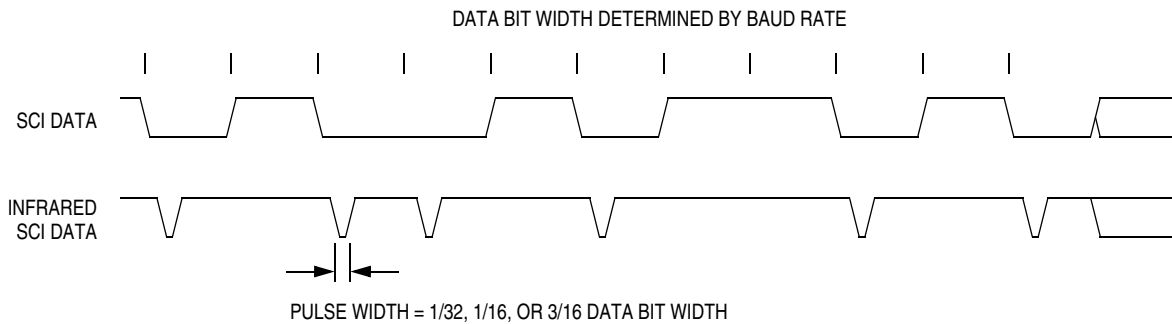 DATA BIT WIDTH DETERMINED BY BAUD RATE
SCI DATA
INFRARED
SCI DATA
PULSE WIDTH = 1/32, 1/16, OR 3/16 DATA BIT WIDTH